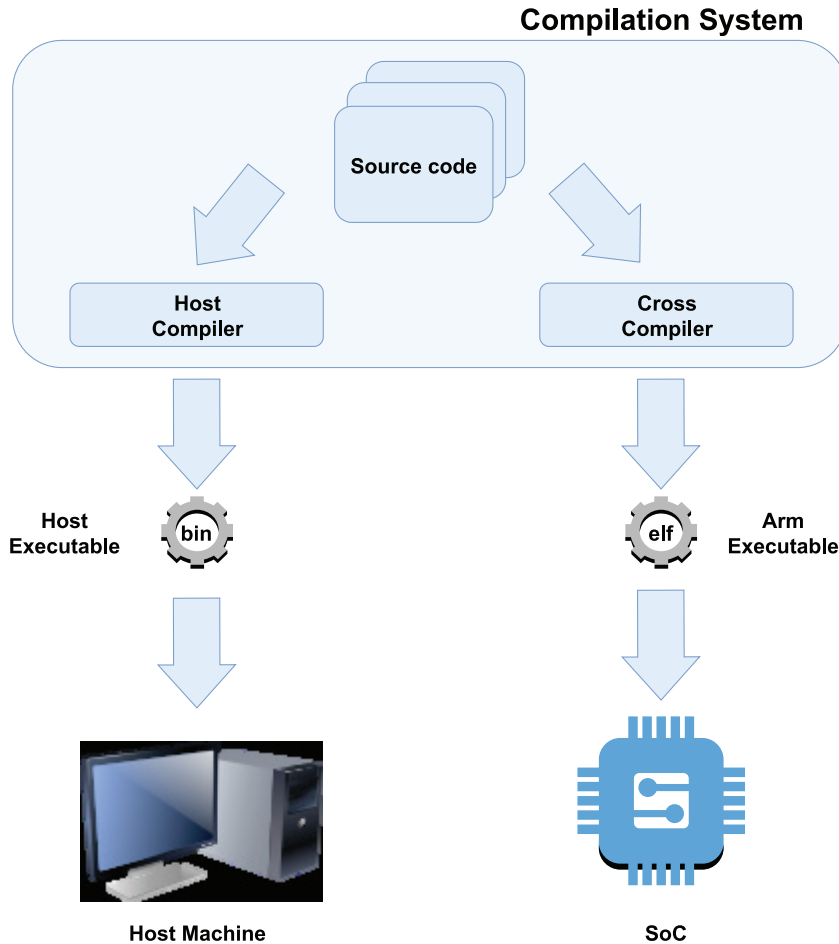 Compilation System
Source code
Host
Compiler
Cross
Compiler
Host
Executable
bin
elf
Arm
Executable
Host Machine
SoC